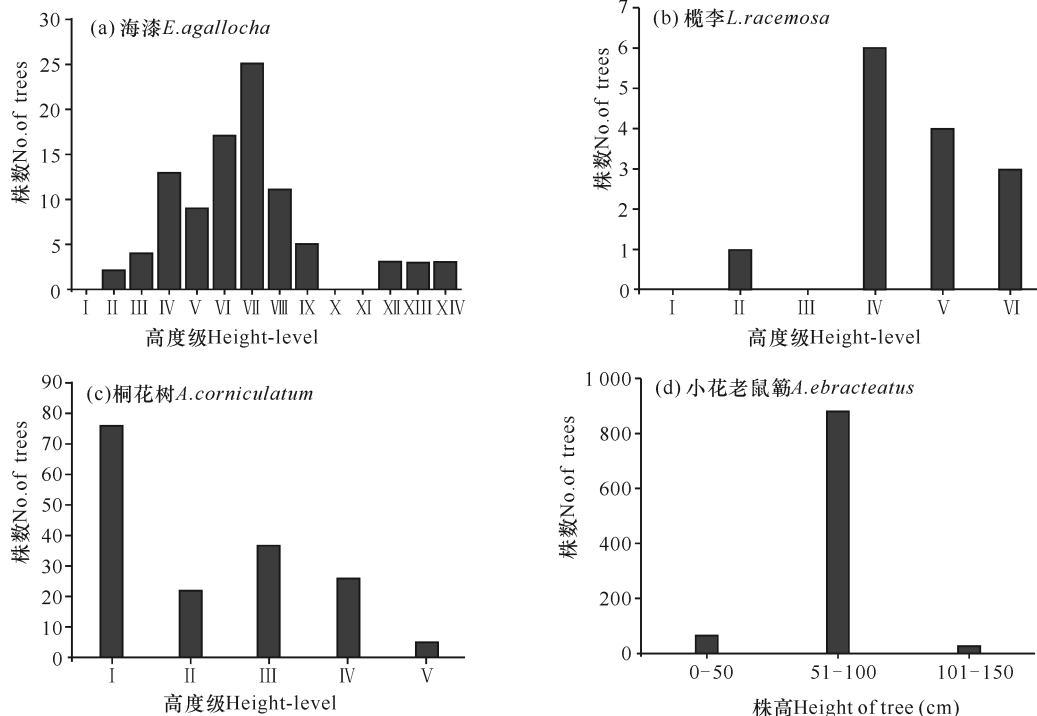 (a) 海漆E.agallocha
30
25
20
15
10
5
0
株数No.of trees
I II III IV V VI VII VIII IX X XI XII XIII XIV
高度级Height-level
(b) 榄李L.racemosa
7
6
5
4
3
2
1
0
株数No.of trees
I II III IV V VI
高度级Height-level
(c)桐花树A.corniculatum
90
80
70
60
50
40
30
20
10
0
株数No.of trees
I II III IV V
高度级Height-level
(d) 小花老鼠簕A.ebracteatus
1 000
800
600
400
200
0
株数No.of trees
0-50 51-100 101-150
株高Height of tree (cm)